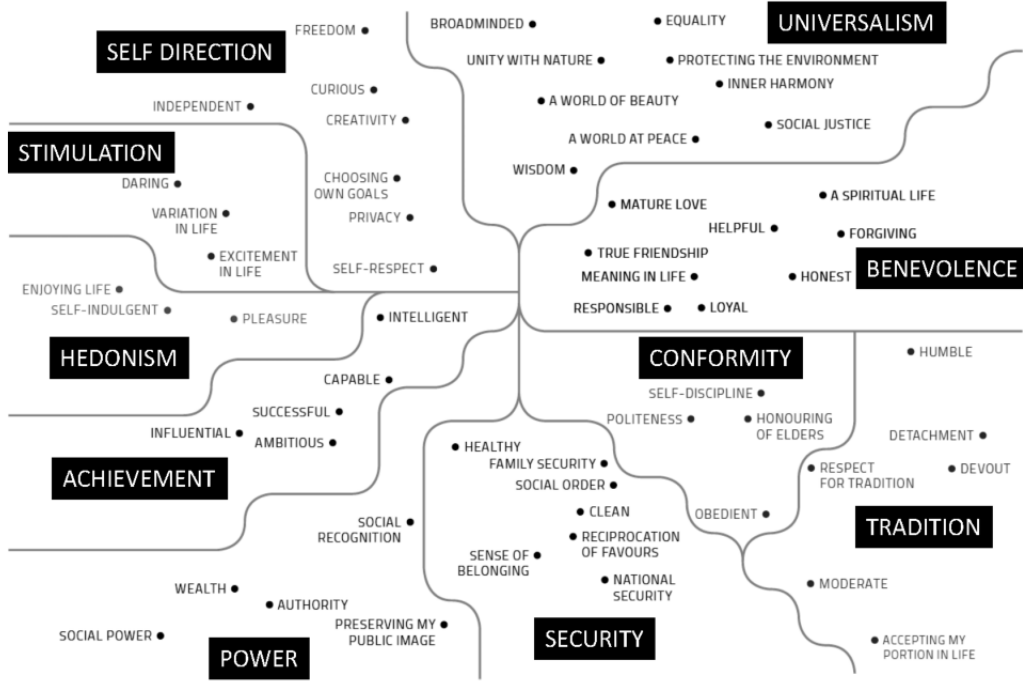 SELF DIRECTION
FREEDOM
CURIOUS
INDEPENDENT
CREATIVITY
CHOOSING
OWN GOALS
PRIVACY
SELF-RESPECT
UNIVERSALISM
BROADMINDED
EQUALITY
UNITY WITH NATURE
PROTECTING THE ENVIRONMENT
INNER HARMONY
A WORLD OF BEAUTY
SOCIAL JUSTICE
A WORLD AT PEACE
WISDOM
STIMULATION
DARING
VARIATION
IN LIFE
EXCITEMENT
IN LIFE
BENEVOLENCE
A SPIRITUAL LIFE
MATURE LOVE
HELPFUL
FORGIVING
TRUE FRIENDSHIP
MEANING IN LIFE
HONEST
RESPONSIBLE
LOYAL
HEDONISM
ENJOYING LIFE
SELF-INDULGENT
PLEASURE
ACHIEVEMENT
INTELLIGENT
CAPABLE
SUCCESSFUL
INFLUENTIAL
AMBITIOUS
CONFORMITY
SELF-DISCIPLINE
POLITENESS
HONOURING
OF ELDERS
OBEDIENT
TRADITION
HUMBLE
DETACHMENT
RESPECT
FOR TRADITION
DEVOUT
MODERATE
ACCEPTING MY
PORTION IN LIFE
SECURITY
HEALTHY
FAMILY SECURITY
SOCIAL ORDER
CLEAN
RECIPROCATION
OF FAVOURS
SENSE OF
BELONGING
NATIONAL
SECURITY
POWER
SOCIAL
RECOGNITION
WEALTH
AUTHORITY
PRESERVING MY
PUBLIC IMAGE
SOCIAL POWER